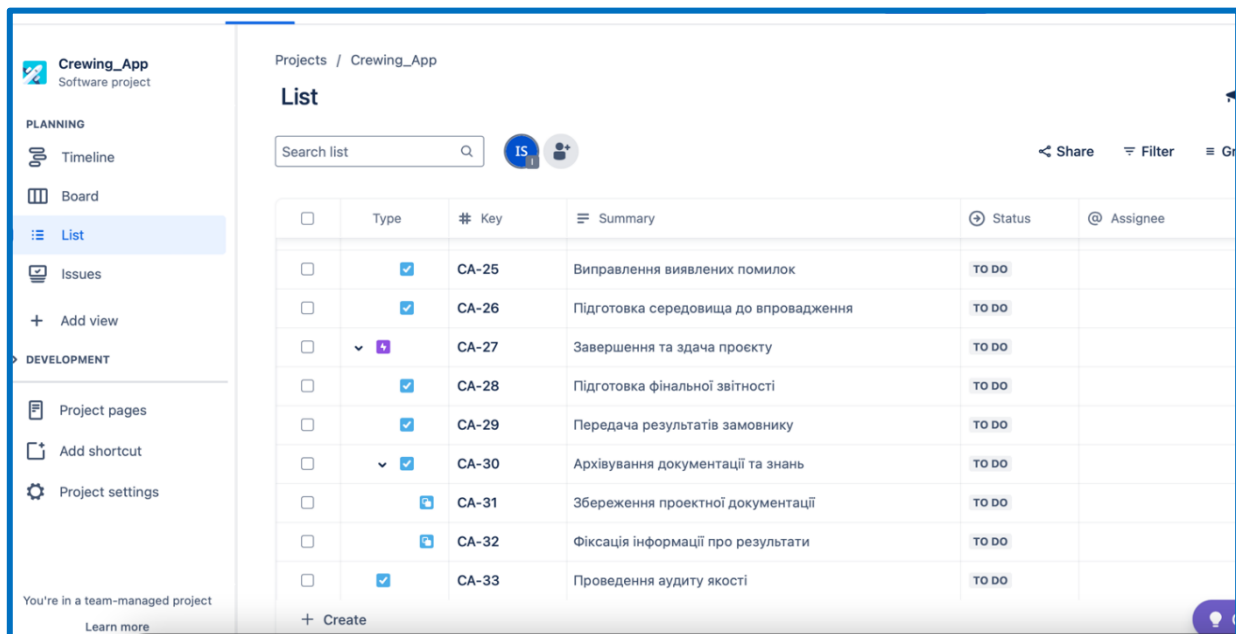 Crewing_App
Software project
PLANNING
Timeline
Board
List
Issues
+ Add view
DEVELOPMENT
Project pages
Add shortcut
Project settings
You're in a team-managed project
Learn more
Projects / Crewing_App
List
Search list
IS
I
Share Filter
Type # Key Summary Status @ Assignee
CA-25 Виправлення виявлених помилок TO DO
CA-26 Підготовка середовища до впровадження TO DO
CA-27 Завершення та здача проєкту TO DO
CA-28 Підготовка фінальної звітності TO DO
CA-29 Передача результатів замовнику TO DO
CA-30 Архівування документації та знань TO DO
CA-31 Збереження проектної документації TO DO
CA-32 Фіксація інформації про результати TO DO
CA-33 Проведення аудиту якості TO DO
+ Create